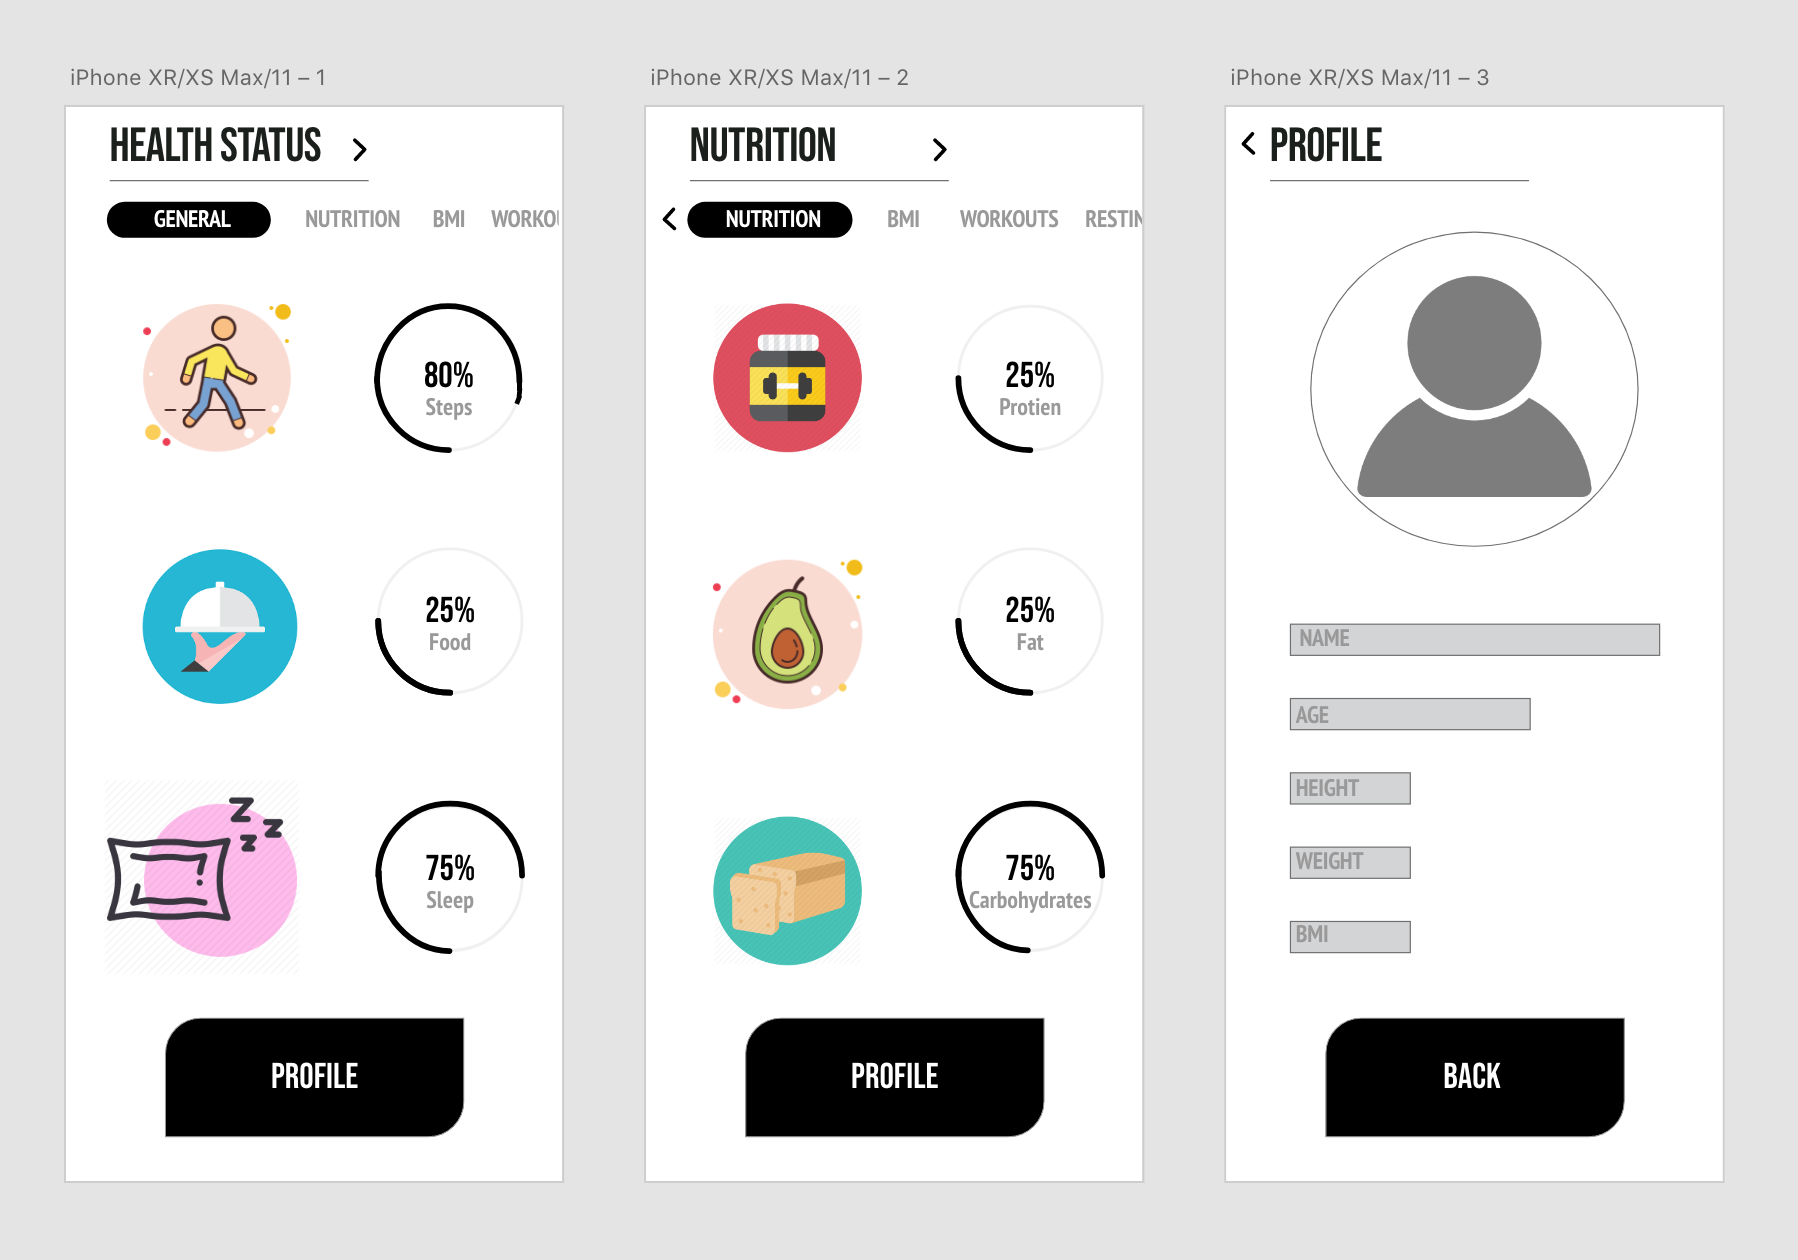 iPhone XR/XS Max/11 – 1
HEALTH STATUS
GENERAL NUTRITION BMI WORKOU
80%
Steps
25%
Food
75%
Sleep
PROFILE
iPhone XR/XS Max/11 – 2
NUTRITION
NUTRITION BMI WORKOUTS RESTIN
25%
Protien
25%
Fat
75%
Carbohydrates
PROFILE
iPhone XR/XS Max/11 – 3
PROFILE
NAME
AGE
HEIGHT
WEIGHT
BMI
BACK